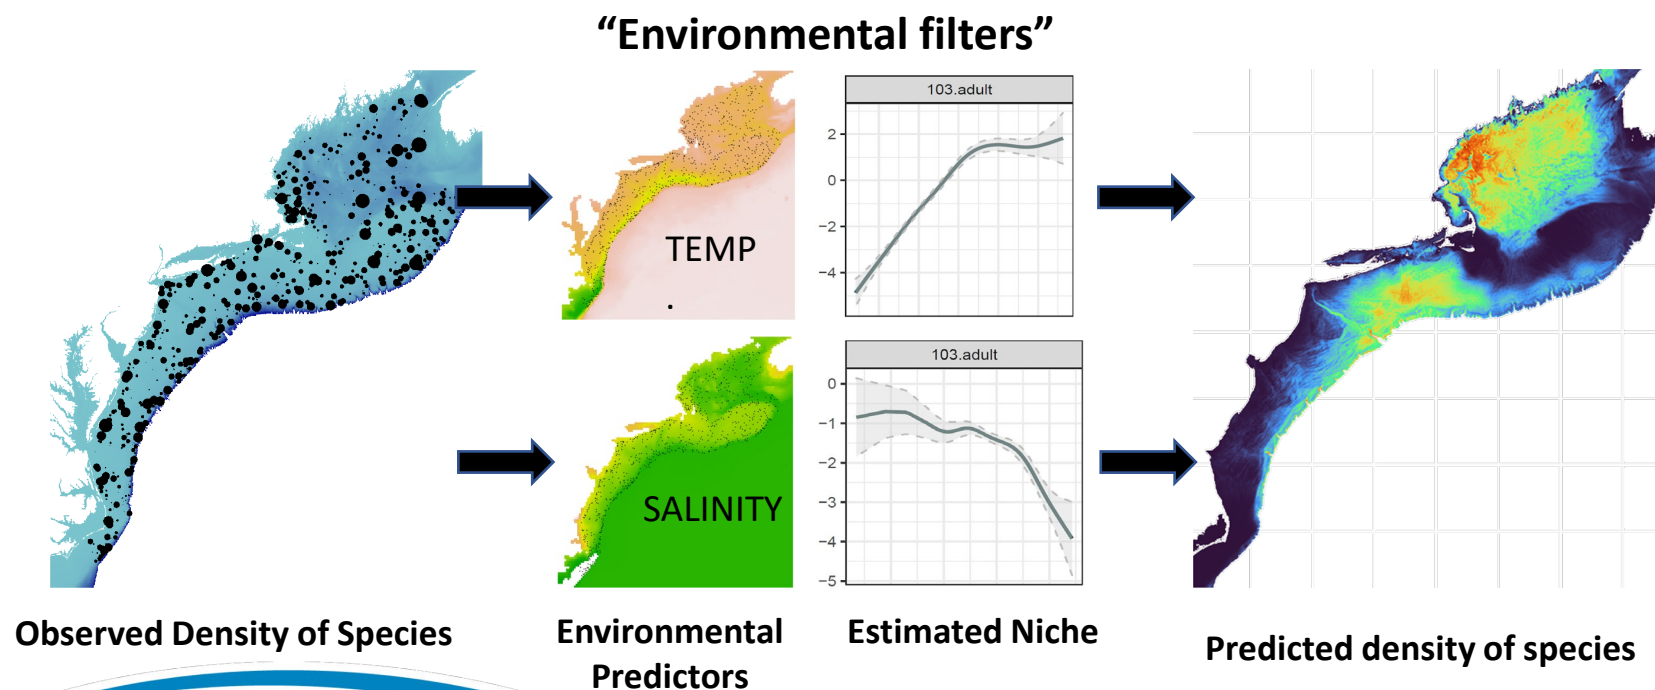 “Environmental filters”
103.adult
2
0
−2
−4
TEMP
.
103.adult
0
−1
−2
−3
−4
−5
SALINITY
Observed Density of Species
Environmental
Predictors
Estimated Niche
Predicted density of species